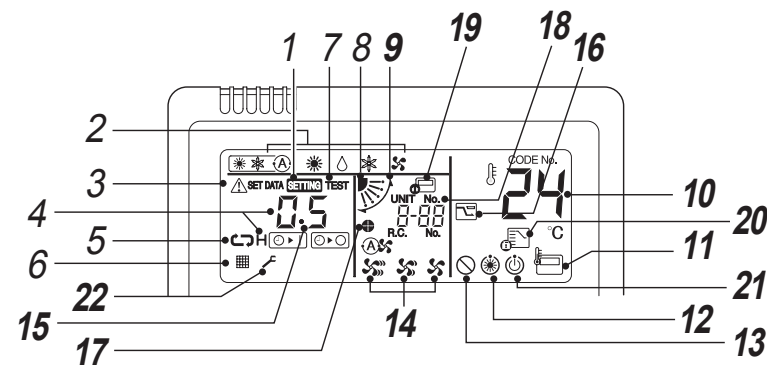 1 7 8 9 19 18 16
2
CODE No.
A
3 SET DATA SETTING TEST 24 10
UNIT No.
4 0.5 8-88
R.C. No.
5 H °C 20
A
6 11
22 21
15 14 12
17 13